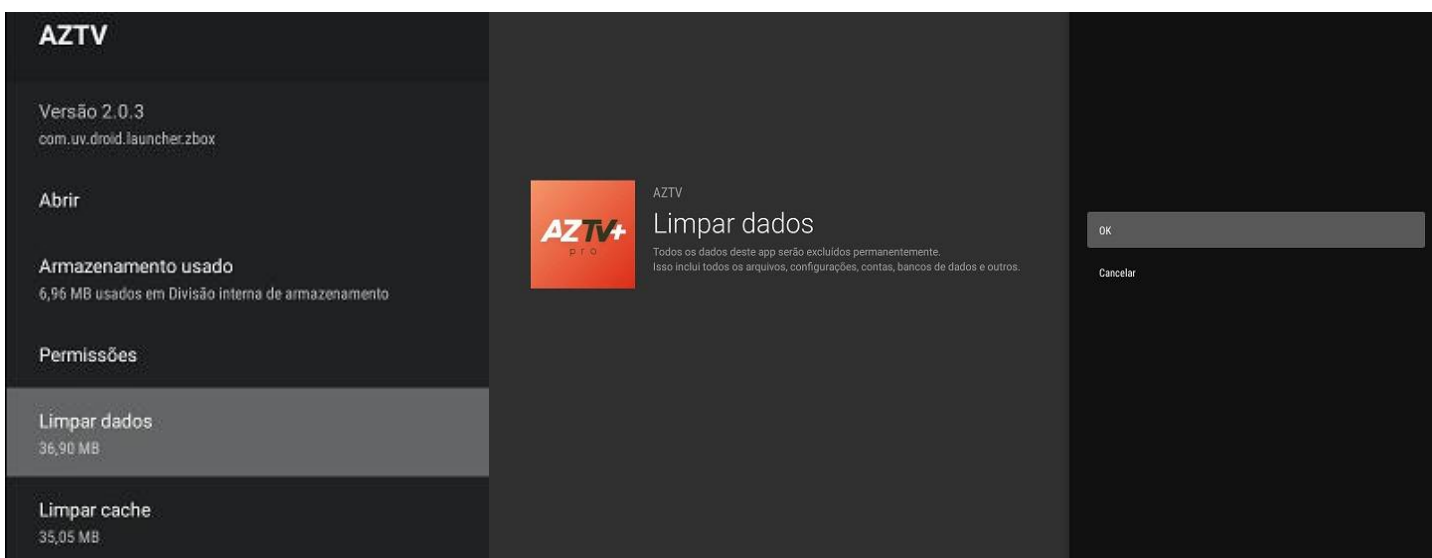 AZTV
Versão 2.0.3
com.uv.droid.launcher.zbox
Abrir
Armazenamento usado
6,96 MB usados em Divisão interna de armazenamento
Permissões
Limpar dados
36,90 MB
Limpar cache
35,05 MB
AZTV+
pro
AZTV
Limpar dados
Todos os dados deste app serão excluídos permanentemente.
Isso inclui todos os arquivos, configurações, contas, bancos de dados e outros.
OK
Cancelar